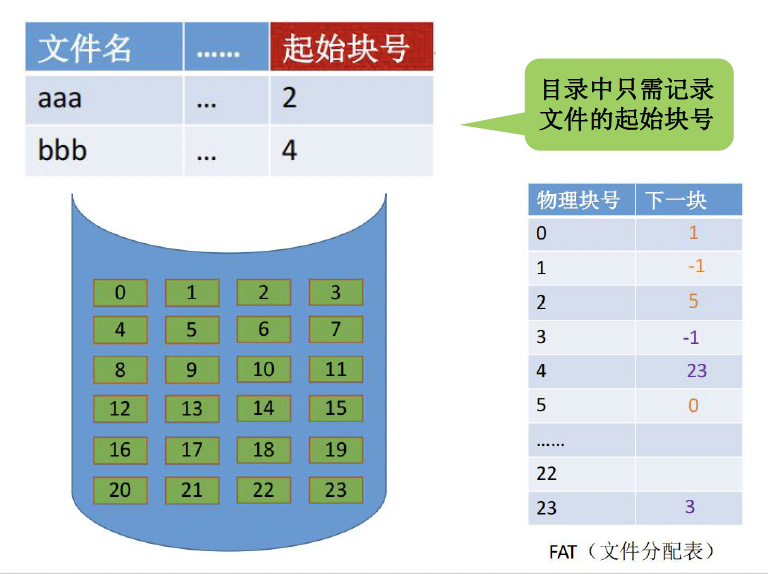 文件名 …… 起始块号
aaa … 2
bbb … 4
目录中只需记录
文件的起始块号
0 1 2 3
4 5 6 7
8 9 10 11
12 13 14 15
16 17 18 19
20 21 22 23
物理块号 下一块
0 1
1 -1
2 5
3 -1
4 23
5 0
……
22
23 3
FAT（文件分配表）